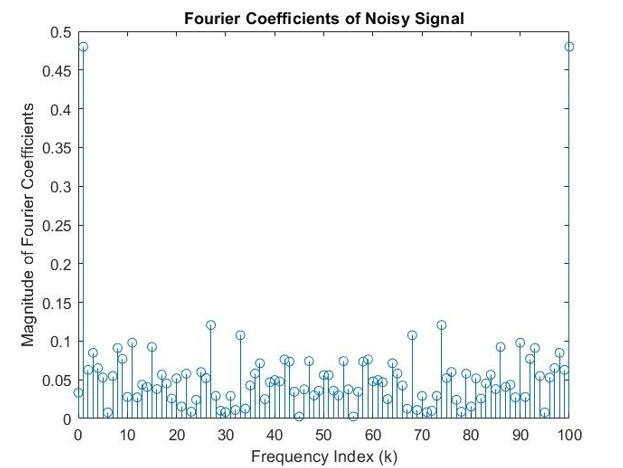 Fourier Coefficients of Noisy Signal
0.5
0.45
0.4
0.35
0.3
0.25
0.2
0.15
0.1
0.05
0
Magnitude of Fourier Coefficients
0 10 20 30 40 50 60 70 80 90 100
Frequency Index (k)